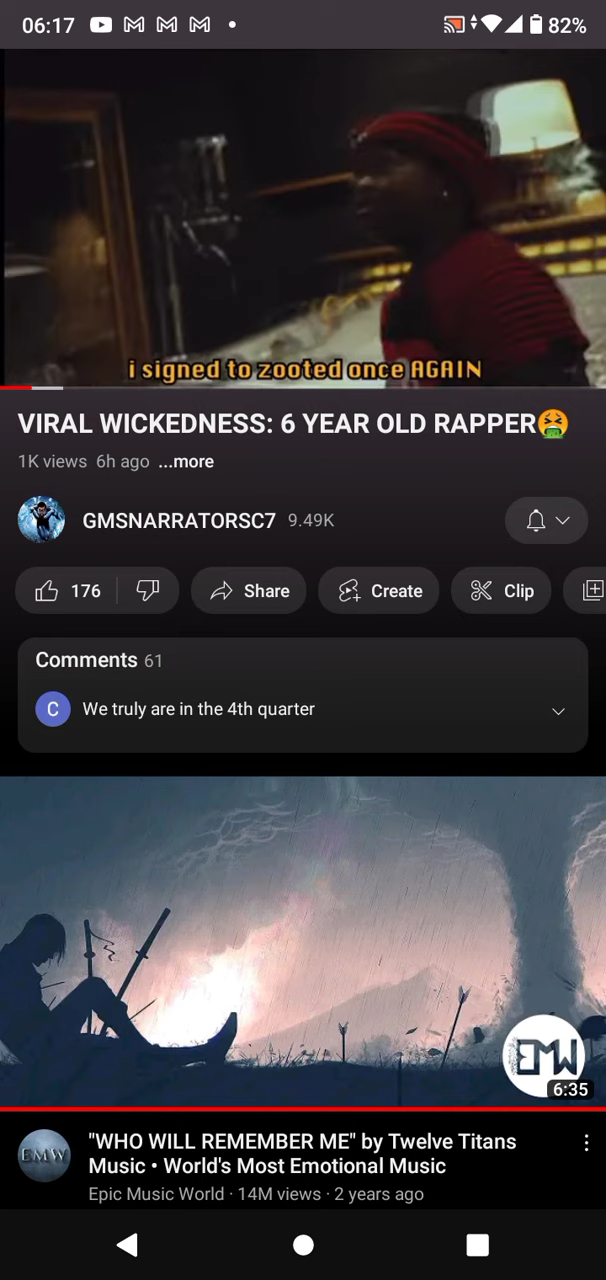 06:17
82%
i signed to zooted once AGAIN
VIRAL WICKEDNESS: 6 YEAR OLD RAPPER🤮
1K views 6h ago ...more
GMSNARRATORSC7 9.49K
176
Share
Create
Clip
Comments 61
C
We truly are in the 4th quarter
EMW
6:35
EMW
"WHO WILL REMEMBER ME" by Twelve Titans
Music • World's Most Emotional Music
Epic Music World · 14M views · 2 years ago